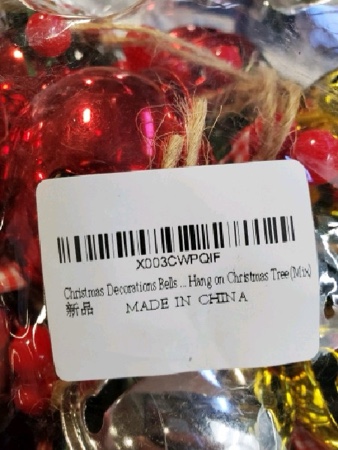 X003CWPQIF
Christmas Decorations Bells ... Hang on Christmas Tree (Mix)
新品 MADE IN CHINA